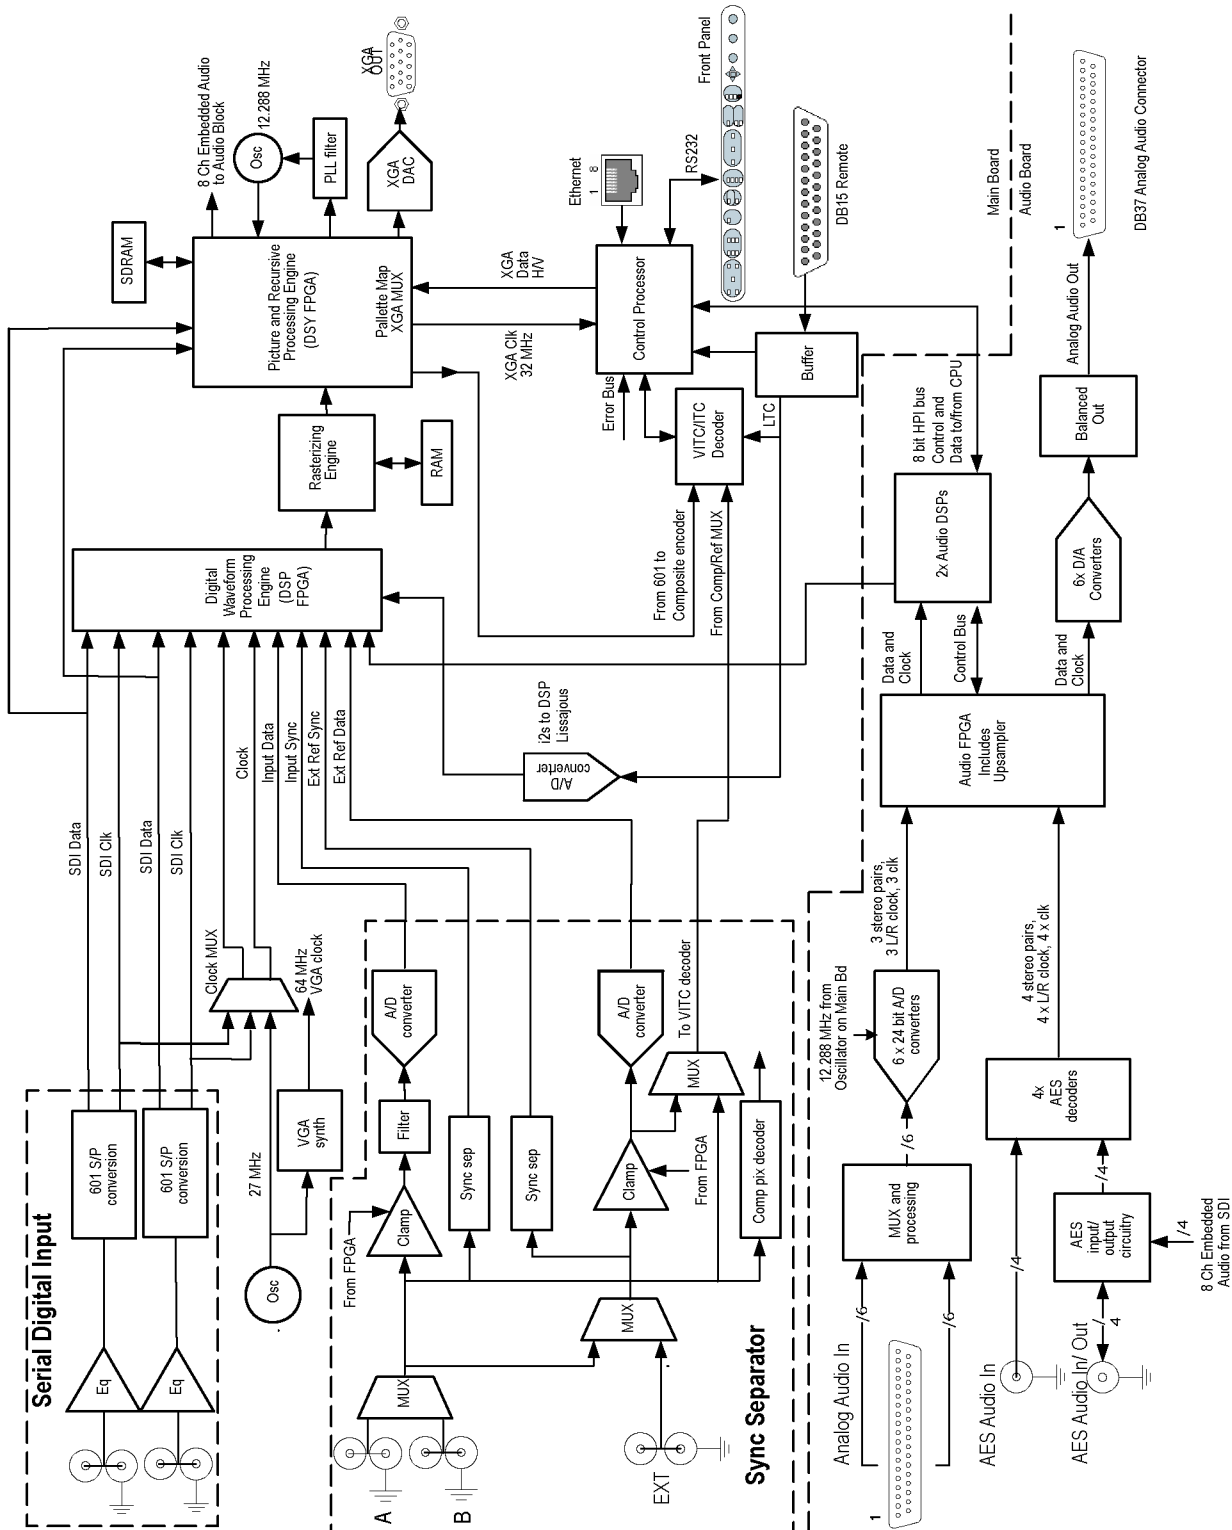 Serial Digital Input
Eq
Eq
601 S/P
conversion
601 S/P
conversion
SDI Data
SDI Clk
SDI Data
SDI Clk
Osc
27 MHz
VGA
synth
64 MHz
VGA clock
Clock MUX
Clock
Input Data
Input Sync
Ext Ref Sync
Ext Ref Data
Digital
Waveform
Processing
Engine
(DSP
FPGA)
Rasterizing
Engine
RAM
SDRAM
Picture and Recursive
Processing Engine
(DSY FPGA)
Pallette Map
XGA MUX
8 Ch Embedded Audio
to Audio Block
Osc
12.288 MHz
PLL filter
XGA
DAC
XGA
OUT
A
B
EXT
Sync Separator
MUX
MUX
From FPGA
Clamp
Filter
A/D
converter
Sync sep
Sync sep
Clamp
From FPGA
A/D
converter
MUX
To VITC decoder
Comp pix decoder
A/D
converter
i2s to DSP
Lissajous
From 601 to
Composite encoder
From Comp/Ref MUX
VITC/ITC
Decoder
LTC
Error Bus
XGA Clk
32 MHz
XGA
Data
H/V
Control Processor
Buffer
Ethernet
1 8
RS232
Front Panel
DB15 Remote
Main Board
Audio Board
Analog Audio In
1
/6
/6
MUX and
processing
/6
12.288 MHz from
Oscillator on Main Bd
6 x 24 bit A/D
converters
3 stereo pairs,
3 L/R clock, 3 clk
AES Audio In
/4
AES Audio In/ Out
/
4
AES
input/
output
circuitry
/4
8 Ch Embedded
Audio from SDI
/4
4x
AES
decoders
4 stereo pairs,
4 x L/R clock, 4 x clk
Audio FPGA
Includes
Upsampler
Data and
Clock
Control Bus
Data and
Clock
2x Audio DSPs
8 bit HPI bus
Control and
Data to/from CPU
6x D/A
Converters
Balanced
Out
Analog Audio Out
1
DB37 Analog Audio Connector